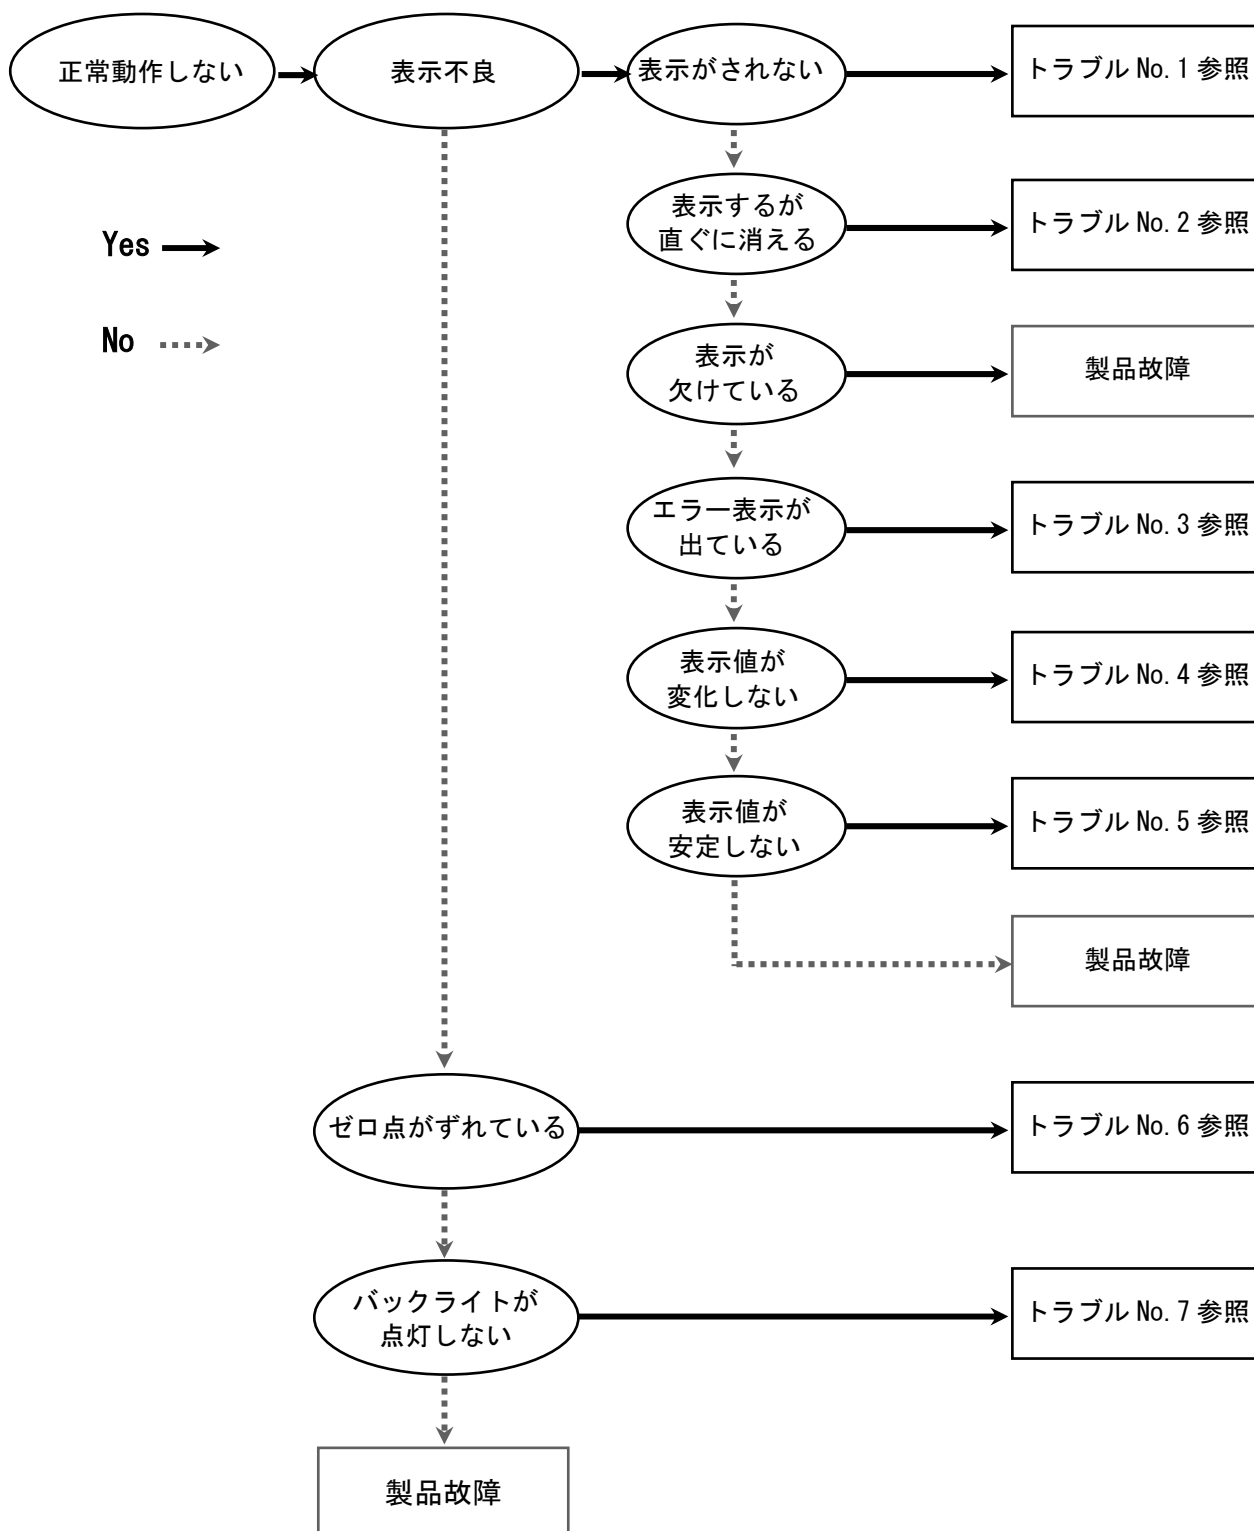 正常動作しない
表示不良
表示がされない
トラブル No. 1 参照
表示するが
直ぐに消える
トラブル No. 2 参照
Yes
No
表示が
欠けている
製品故障
エラー表示が
出ている
トラブル No. 3 参照
表示値が
変化しない
トラブル No. 4 参照
表示値が
安定しない
トラブル No. 5 参照
製品故障
ゼロ点がずれている
トラブル No. 6 参照
バックライトが
点灯しない
トラブル No. 7 参照
製品故障